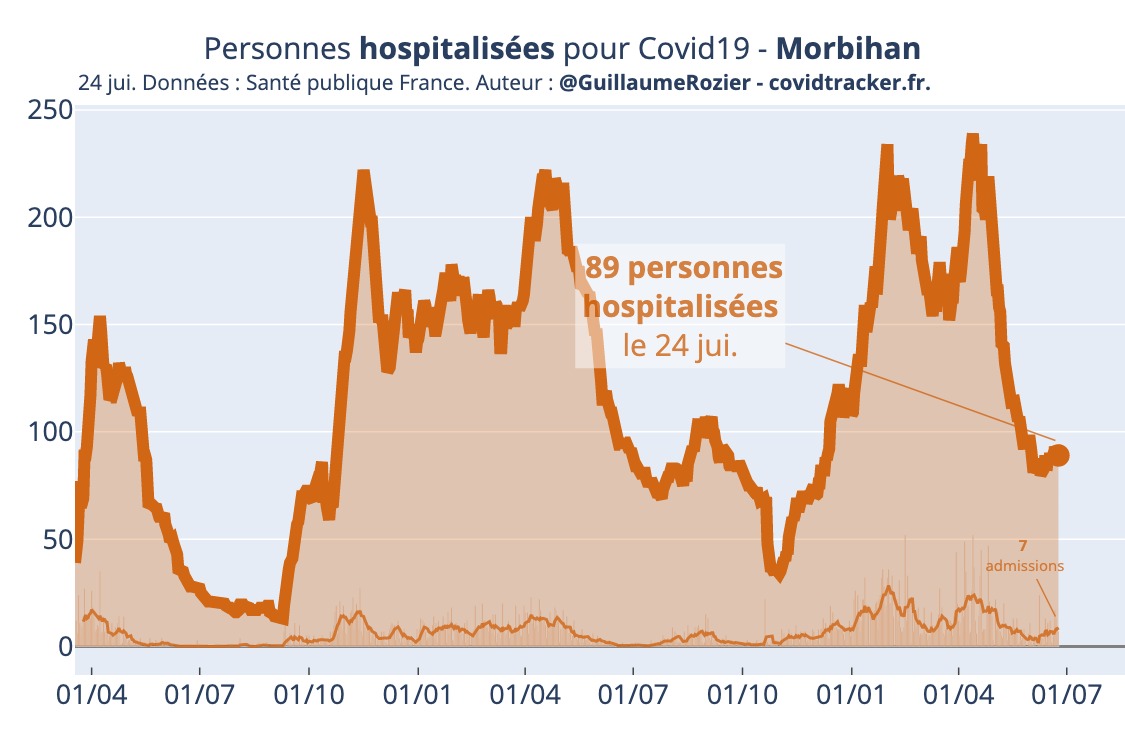 Personnes hospitalisées pour Covid19 - Morbihan
24 jui. Données : Santé publique France. Auteur : @GuillaumeRozier - covidtracker.fr.
250
200
150
100
50
0
89 personnes
hospitalisées
le 24 jui.
7
admissions
01/04 01/07 01/10 01/01 01/04 01/07 01/10 01/01 01/04 01/07